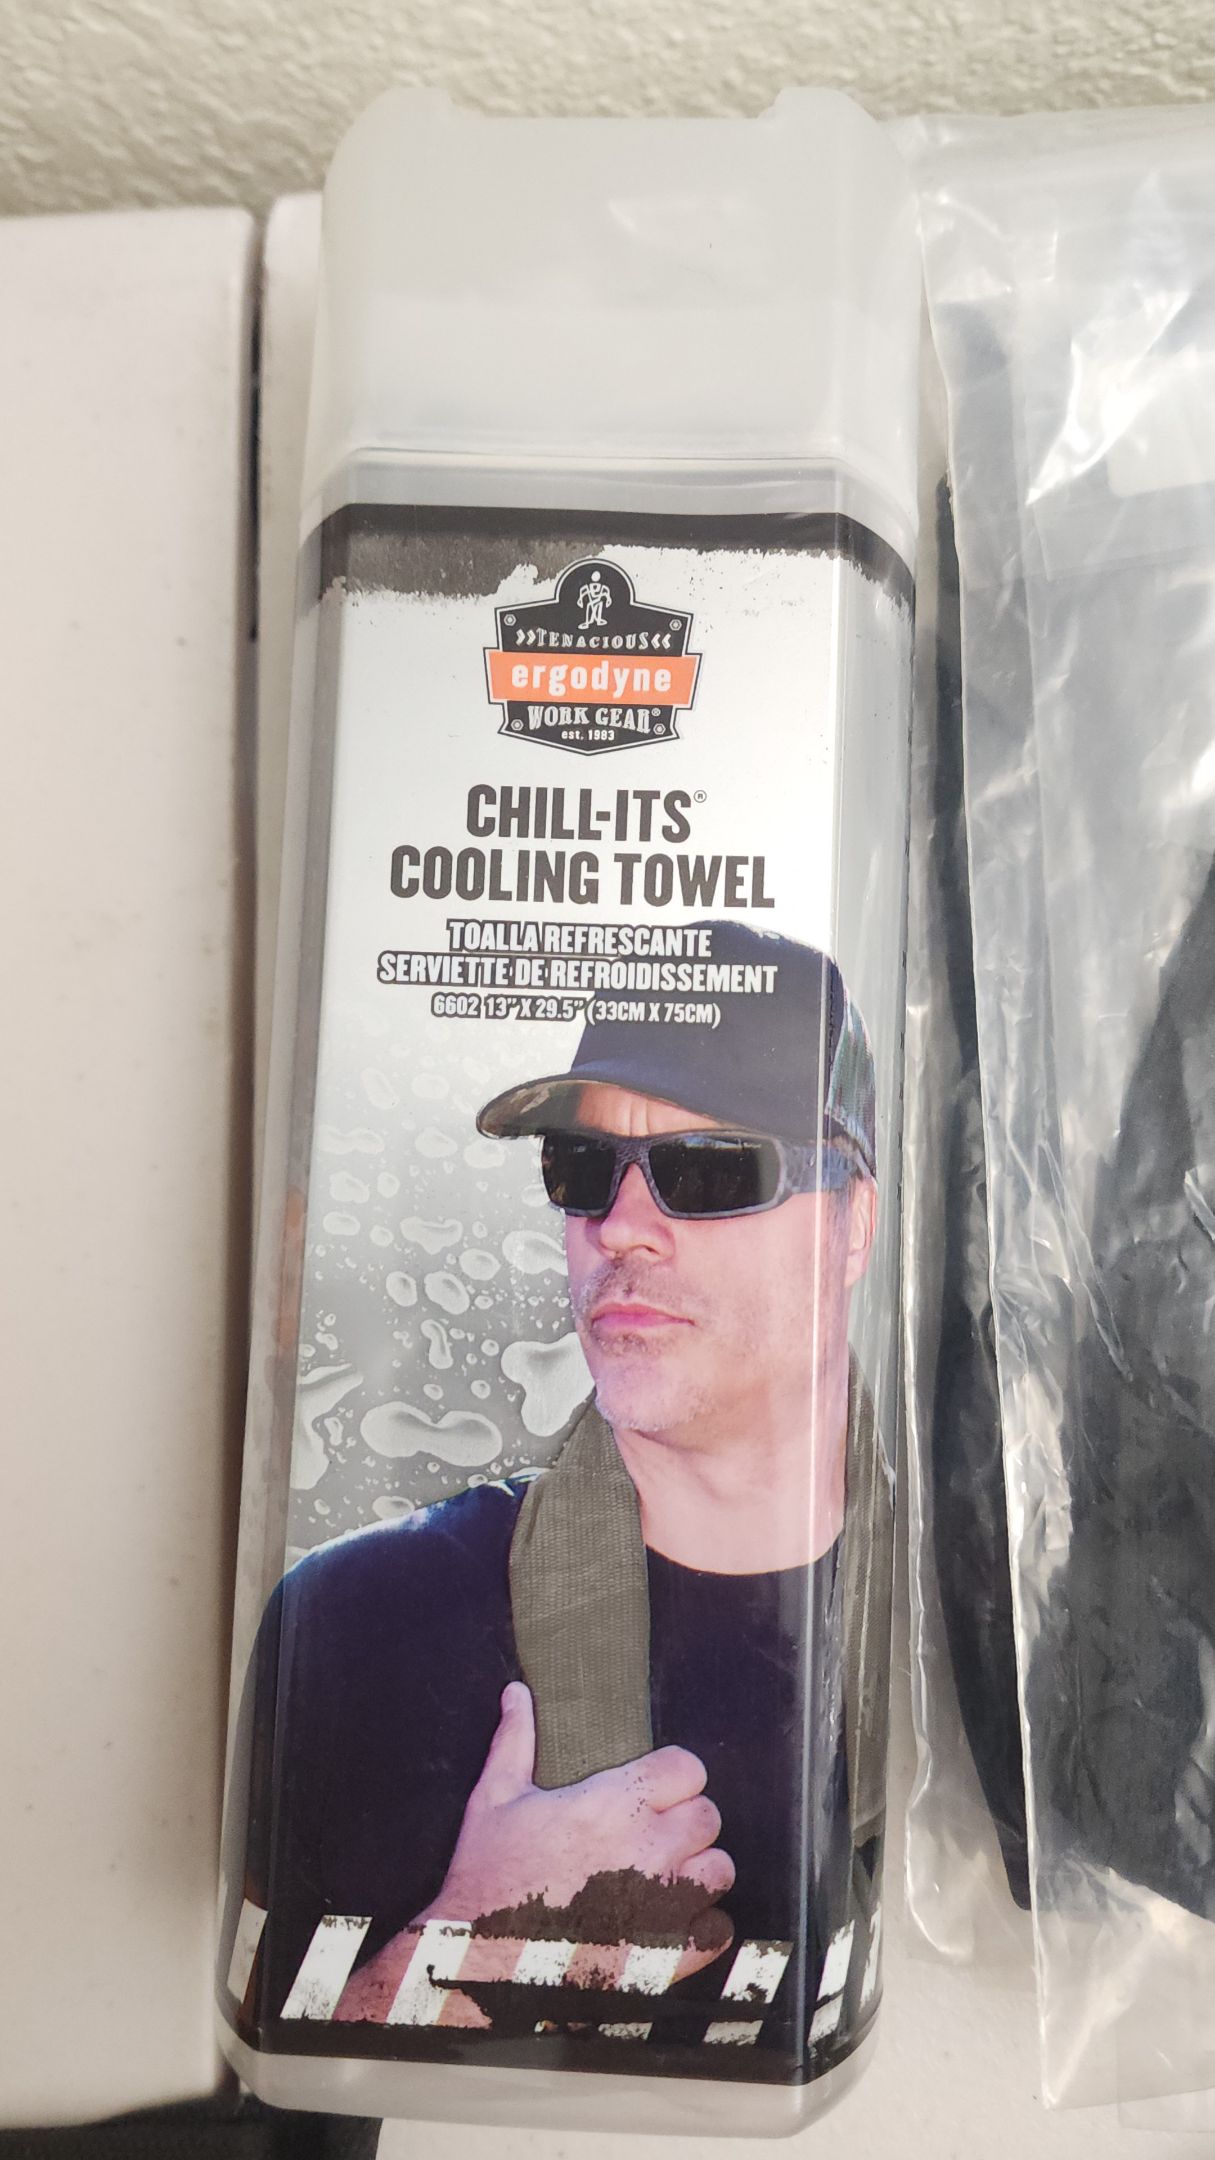 »TENACIOUS«
ergodyne
WORK GEAR®
est. 1983
CHILL-ITS®
COOLING TOWEL
TOALLA REFRESCANTE
SERVIETTE DE REFROIDISSEMENT
6602 13" X 29.5" (33CM X 75CM)